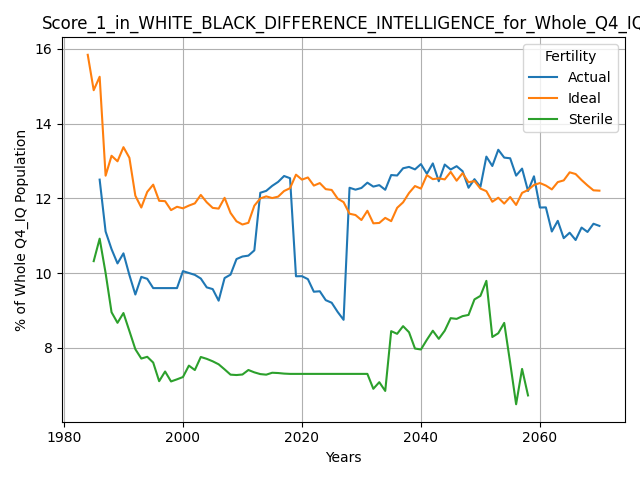 Score_1_in_WHITE_BLACK_DIFFERENCE_INTELLIGENCE_for_Whole_Q4_IQ
16
14
12
10
8
% of Whole Q4_IQ Population
Fertility
Actual
Ideal
Sterile
1980 2000 2020 2040 2060
Years